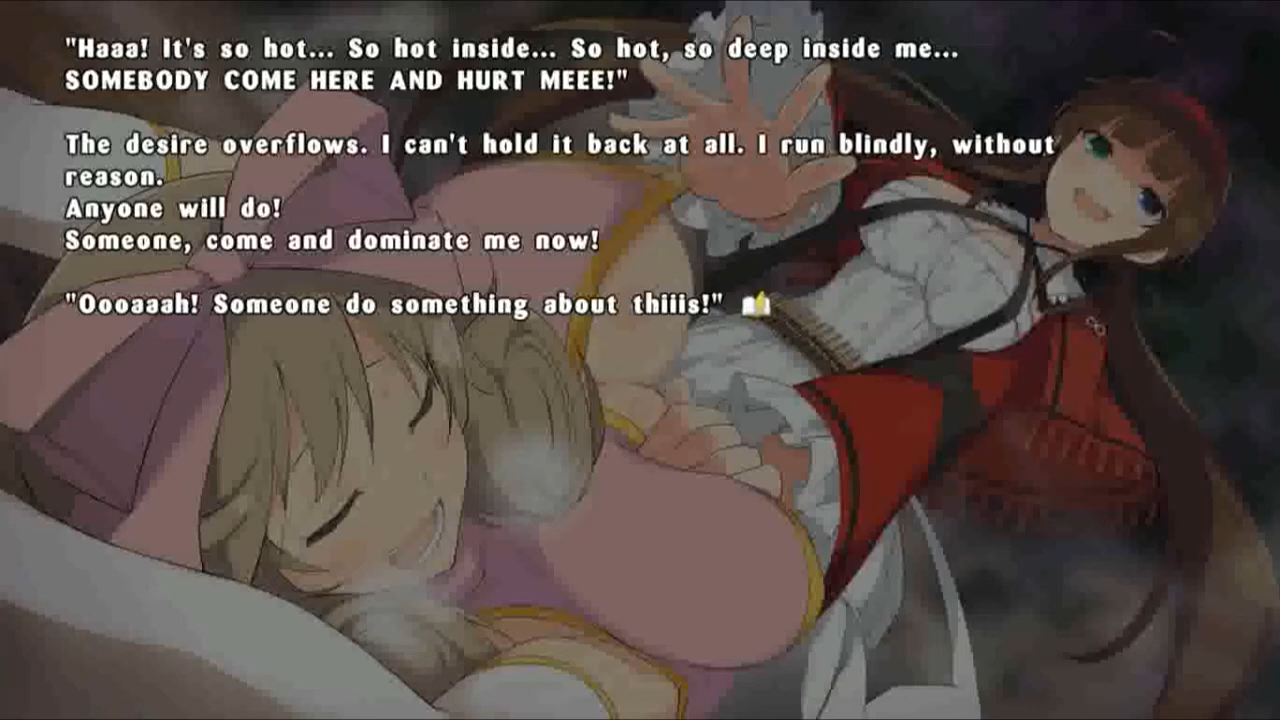 "Haaa! It's so hot... So hot inside... So hot, so deep inside me...
SOMEBODY COME HERE AND HURT MEEE!"
The desire overflows. I can't hold it back at all. I run blindly, without
reason.
Anyone will do!
Someone, come and dominate me now!
"Oooaaah! Someone do something about thiiis!"